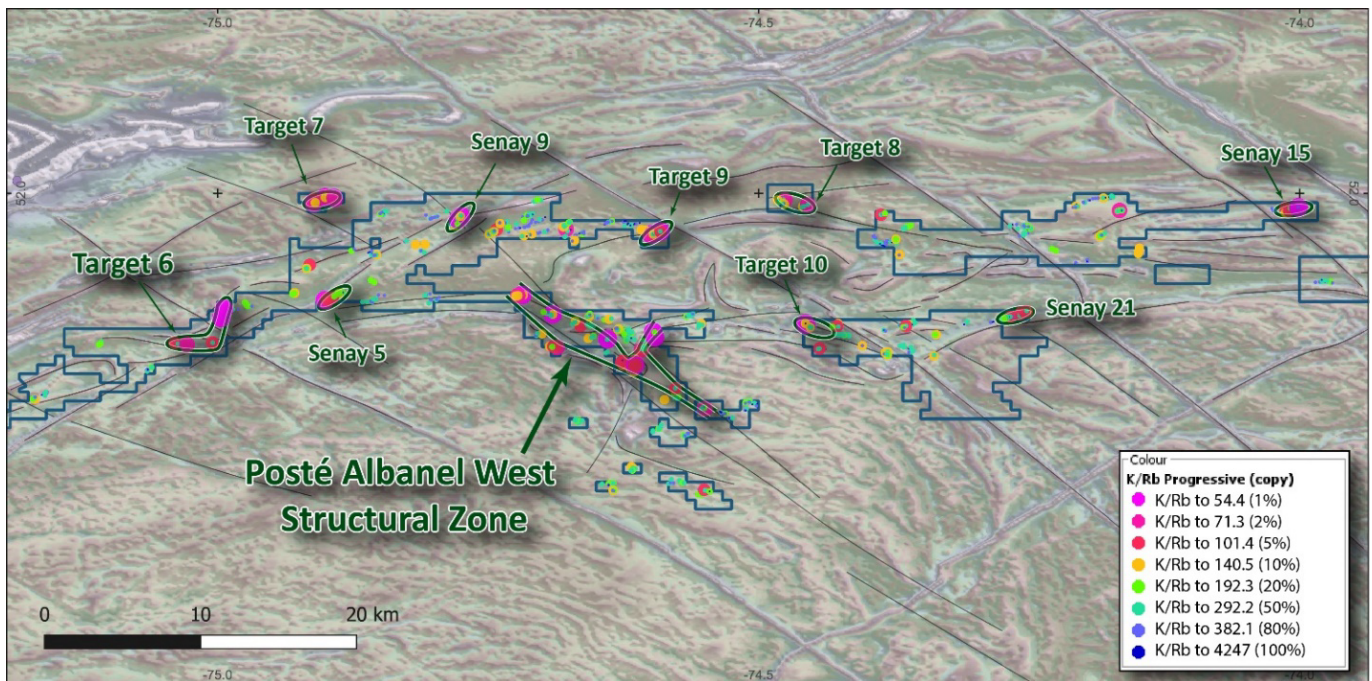 -75.0
-74.5
-74.0
Target 7
Senay 9
Target 8
Target 9
Senay 15
52.0
52.0
Target 6
Target 10
Senay 5
Senay 21
Posté Albanel West
Structural Zone
Colour
K/Rb Progressive (copy)
K/Rb to 54.4 (1%)
K/Rb to 71.3 (2%)
K/Rb to 101.4 (5%)
K/Rb to 140.5 (10%)
K/Rb to 192.3 (20%)
K/Rb to 292.2 (50%)
K/Rb to 382.1 (80%)
K/Rb to 4247 (100%)
0 10 20 km
-75.0
-74.5
-74.0